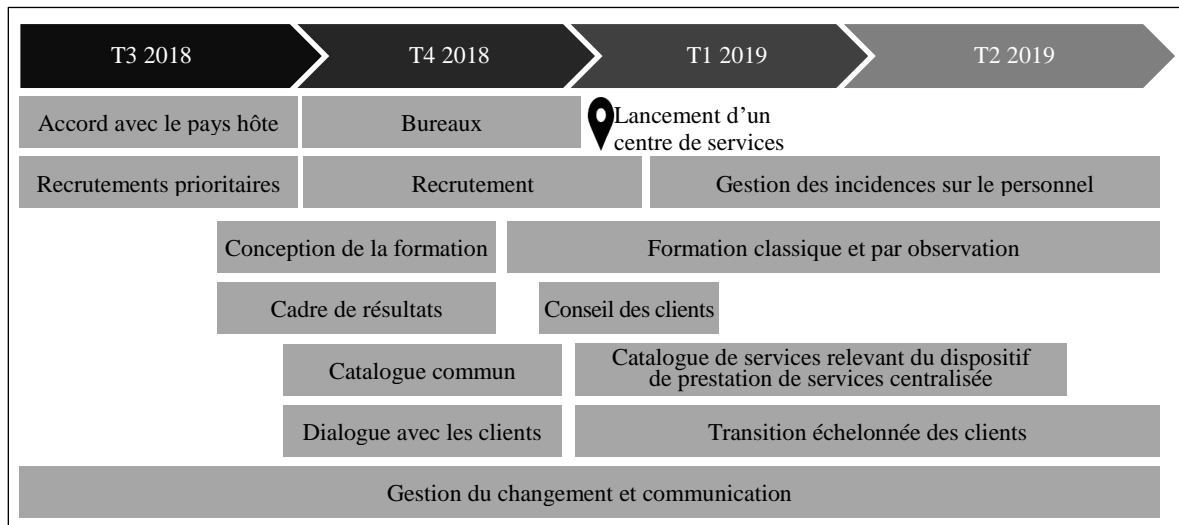 T3 2018
T4 2018
T1 2019
T2 2019
Accord avec le pays hôte
Bureaux
Lancement d’un
centre de services
Recrutements prioritaires
Recrutement
Gestion des incidences sur le personnel
Conception de la formation
Formation classique et par observation
Cadre de résultats
Conseil des clients
Catalogue commun
Catalogue de services relevant du dispositif
de prestation de services centralisée
Dialogue avec les clients
Transition échelonnée des clients
Gestion du changement et communication